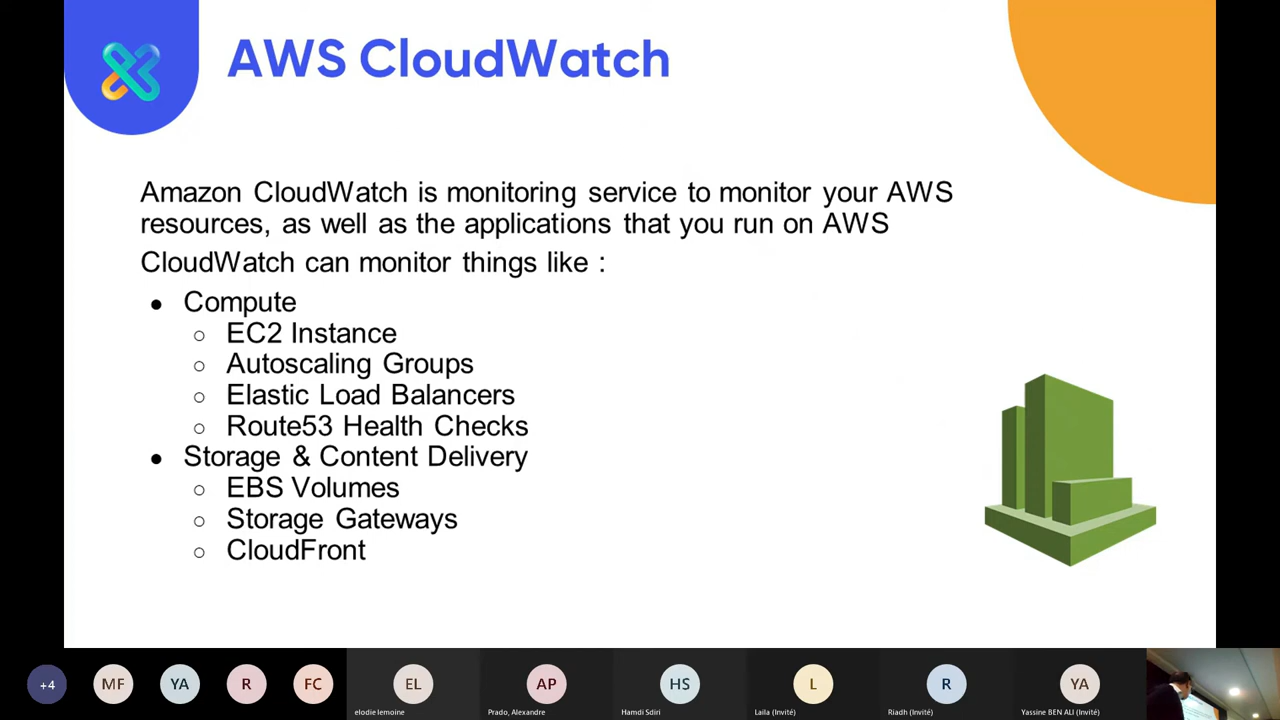 AWS CloudWatch
Amazon CloudWatch is monitoring service to monitor your AWS
resources, as well as the applications that you run on AWS
CloudWatch can monitor things like :
● Compute
○ EC2 Instance
○ Autoscaling Groups
○ Elastic Load Balancers
○ Route53 Health Checks
● Storage & Content Delivery
○ EBS Volumes
○ Storage Gateways
○ CloudFront
+4 MF YA R FC EL AP HS L R YA
elodie lemoine Prado, Alexandre Hamdi Sdiri Laila (Invité) Riadh (Invité) Yassine BEN ALI (Invité)